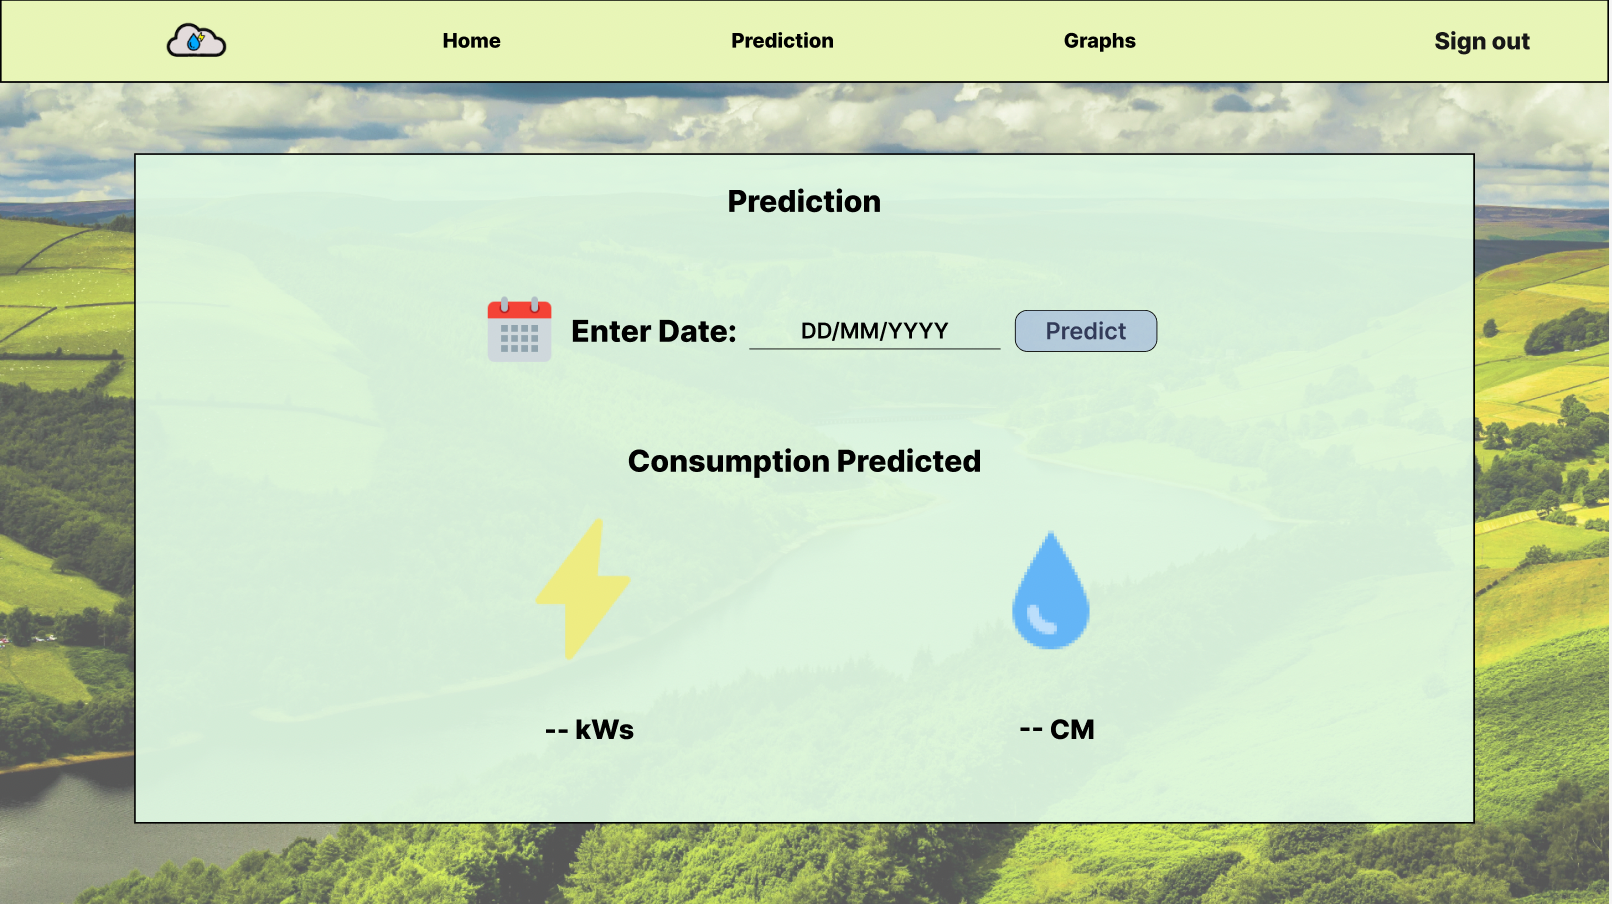 Home Prediction Graphs Sign out
Prediction
Enter Date: DD/MM/YYYY Predict
Consumption Predicted
-- kWs -- CM